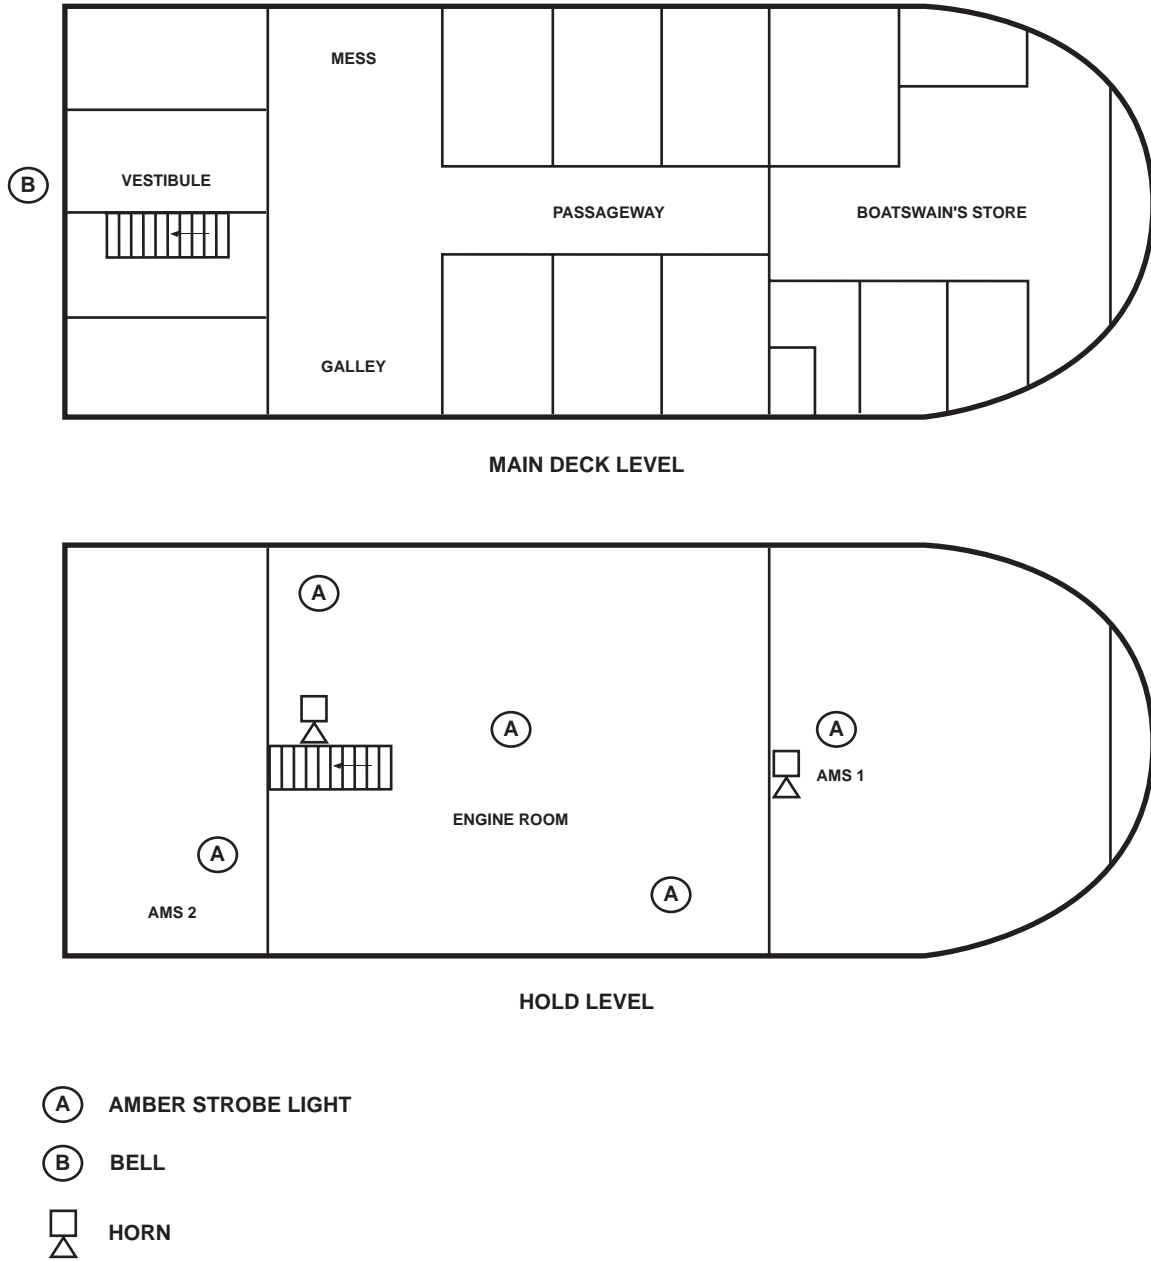 MESS
B
VESTIBULE
PASSAGEWAY
BOATSWAIN'S STORE
GALLEY
MAIN DECK LEVEL
A
A
A
AMS 1
ENGINE ROOM
A
A
AMS 2
HOLD LEVEL
A AMBER STROBE LIGHT
B BELL
HORN